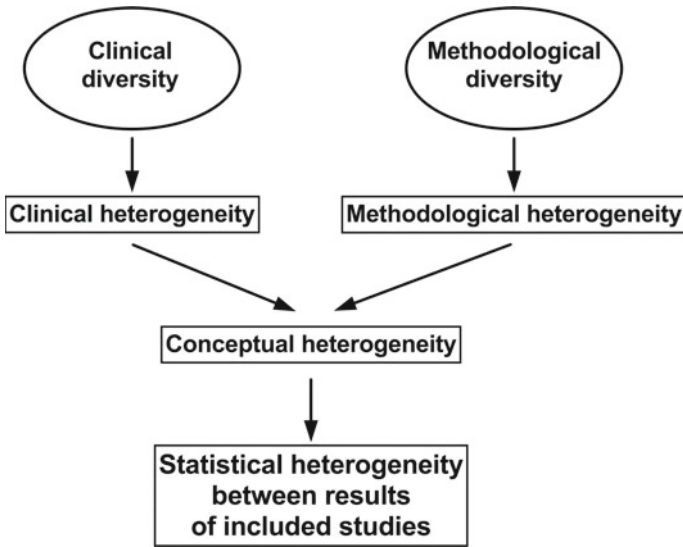 Clinical
diversity
Methodological
diversity
Clinical heterogeneity
Methodological heterogeneity
Conceptual heterogeneity
Statistical heterogeneity
between results
of included studies